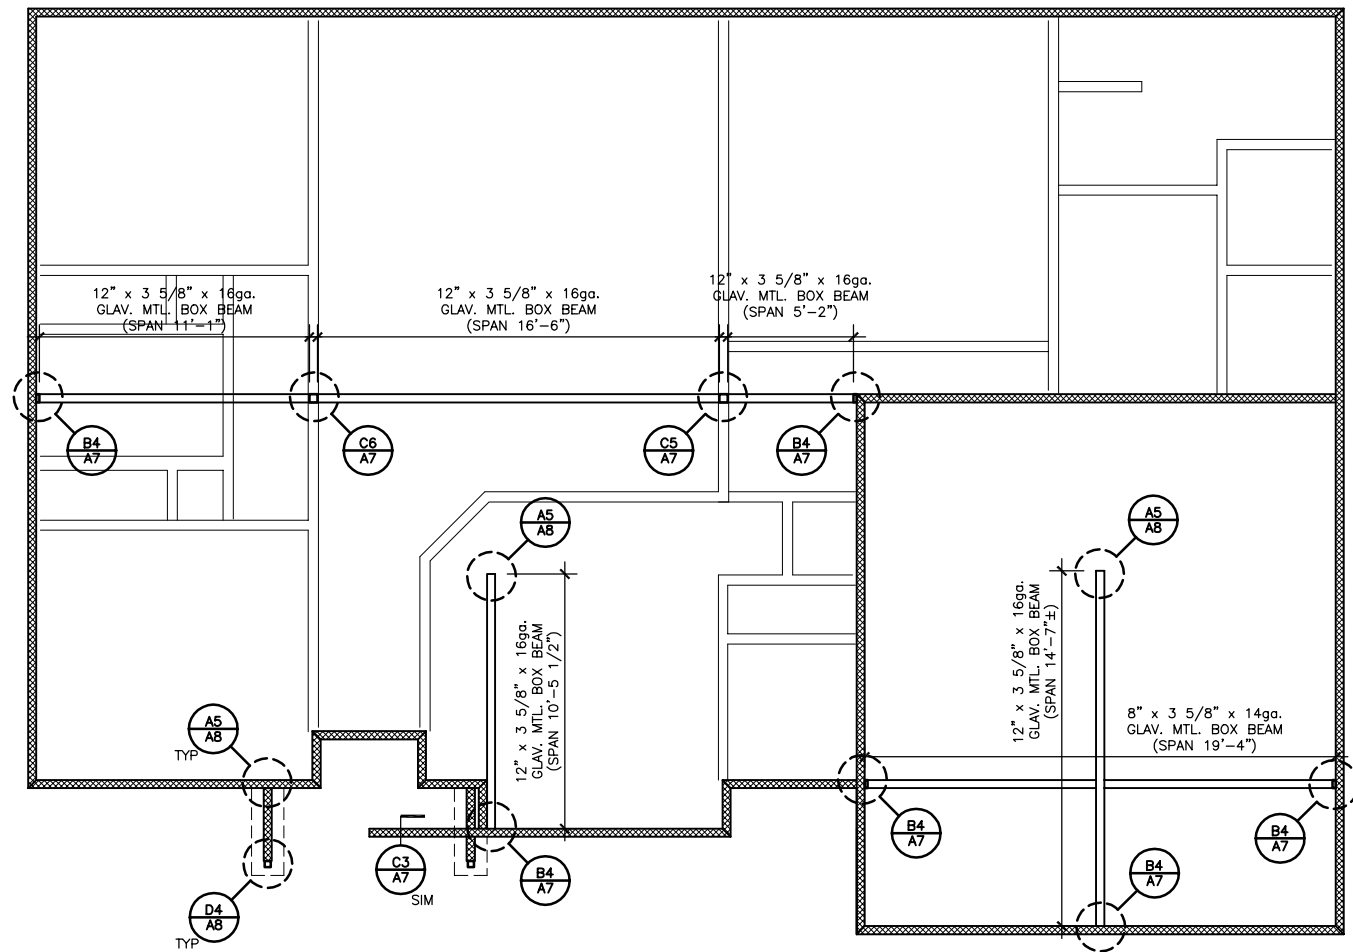 12" x 3 5/8" x 16ga.
GLAV. MTL. BOX BEAM
(SPAN 11'-1")
12" x 3 5/8" x 16ga.
GLAV. MTL. BOX BEAM
(SPAN 16'-6")
12" x 3 5/8" x 16ga.
GLAV. MTL. BOX BEAM
(SPAN 5'-2")
B4
A7
C6
A7
C5
A7
B4
A7
A5
A8
A5
A8
12" x 3 5/8" x 16ga.
GLAV. MTL. BOX BEAM
(SPAN 10'-5 1/2")
12" x 3 5/8" x 16ga.
GLAV. MTL. BOX BEAM
(SPAN 14'-7"±)
8" x 3 5/8" x 14ga.
GLAV. MTL. BOX BEAM
(SPAN 19'-4")
A5
A8
TYP
B4
A7
B4
A7
C3
A7
SIM
B4
A7
B4
A7
D4
A8
TYP